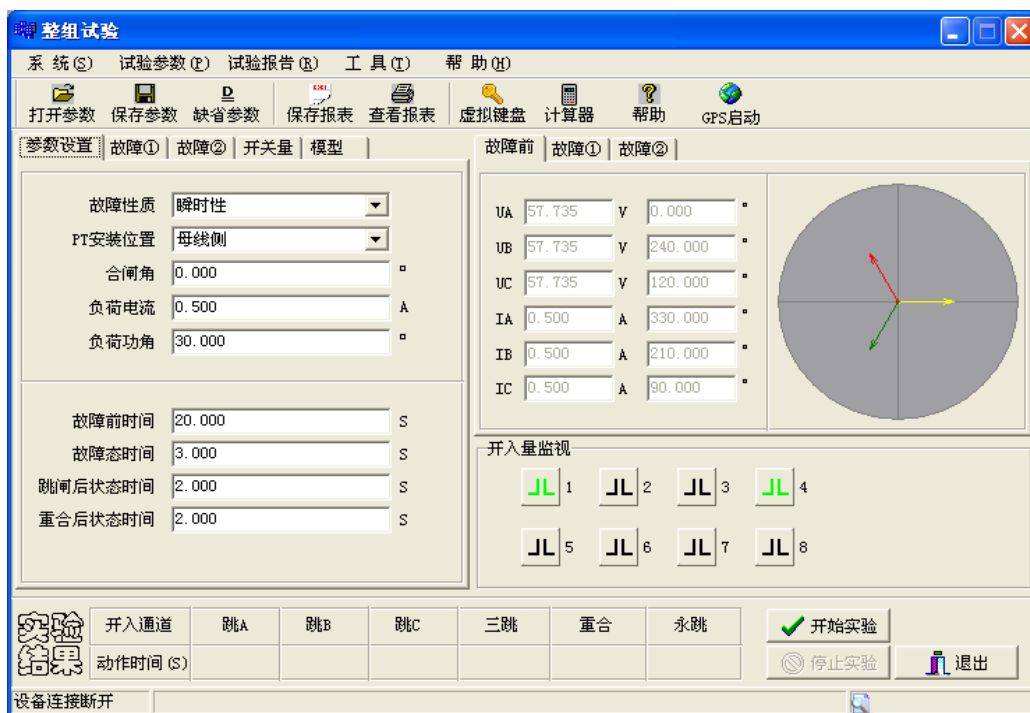 整组试验
系 统(S) 试验参数(P) 试验报告(R) 工 具(T) 帮 助(H)
D
打开参数 保存参数 缺省参数 保存报表 查看报表 虚拟键盘 计算器 帮助 GPS启动
参数设置 故障① 故障② 开关量 模型
故障前 故障① 故障②
故障性质 瞬时性
PT安装位置 母线侧
合闸角 0.000 °
负荷电流 0.500 A
负荷功角 30.000 °
故障前时间 20.000 S
故障态时间 3.000 S
跳闸后状态时间 2.000 S
重合后状态时间 2.000 S
UA 57.735 V 0.000 °
UB 57.735 V 240.000 °
UC 57.735 V 120.000 °
IA 0.500 A 330.000 °
IB 0.500 A 210.000 °
IC 0.500 A 90.000 °
开入量监视
1 2 3 4
5 6 7 8
实验
结果
开入通道 跳A 跳B 跳C 三跳 重合 永跳
动作时间(S)
开始实验
停止实验 退出
设备连接断开